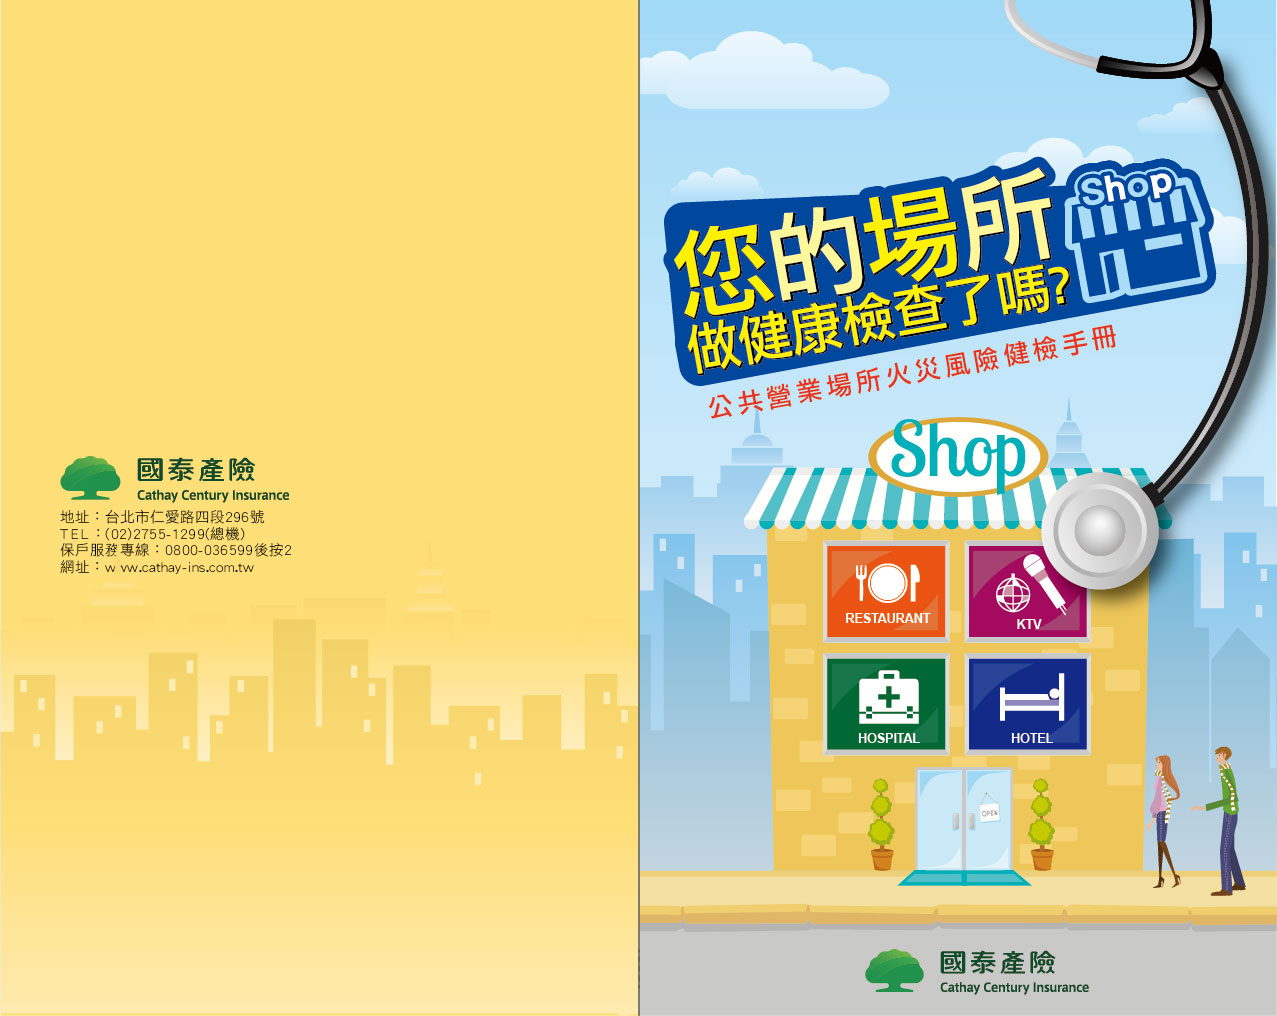 國泰產險
Cathay Century Insurance
地址：台北市仁愛路四段296號
TEL：(02)2755-1299(總機)
保戶服務專線：0800-036599後按2
網址：w vw.cathay-ins.com.tw
Shop
您的場所
做健康檢查了嗎?
公共營業場所火災風險健檢手冊
Shop
RESTAURANT
KTV
HOSPITAL
HOTEL
OPEN
國泰產險
Cathay Century Insurance